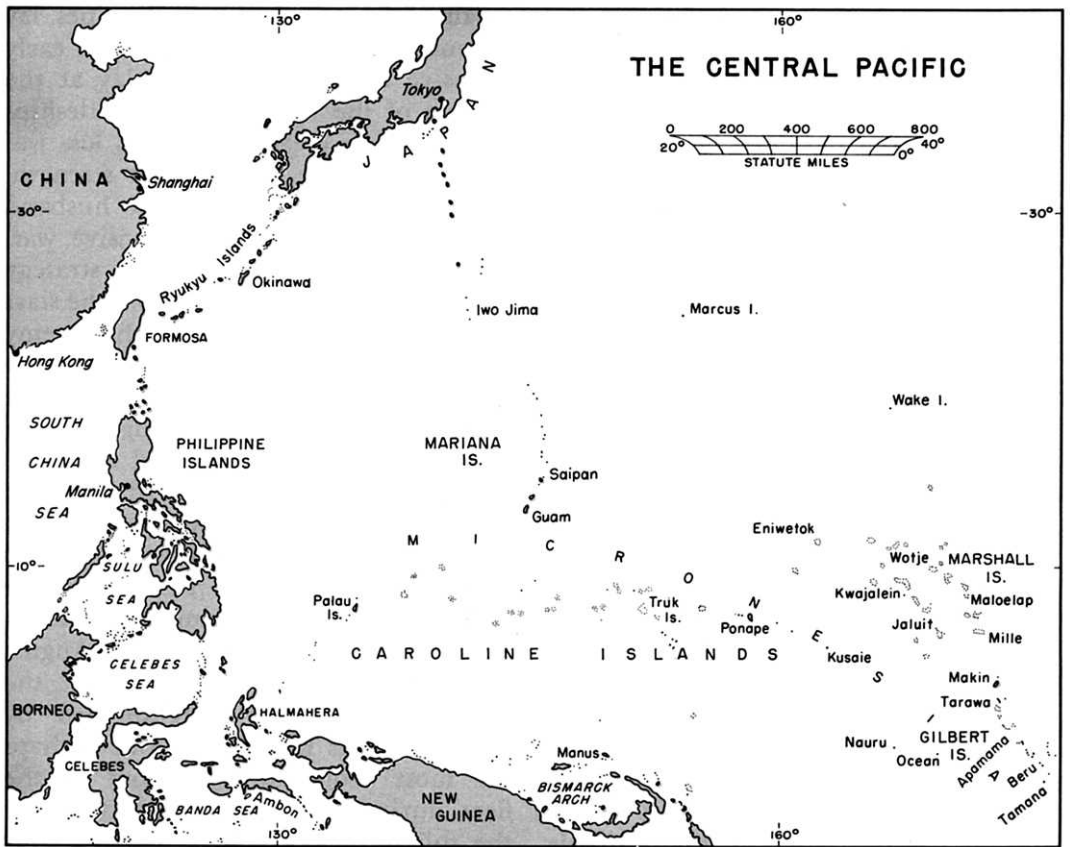 130°
160°
THE CENTRAL PACIFIC
Tokyo
JAPAN
0 200 400 600 800
20° 40°
0°
STATUTE MILES
CHINA
Shanghai
30°
30°
Ryukyu Islands
Okinawa
Iwo Jima
Marcus I.
FORMOSA
Hong Kong
Wake I.
SOUTH
CHINA
SEA
PHILIPPINE
ISLANDS
MARIANA
IS.
Saipan
Manila
Guam
Eniwetok
MICRONESIA
Wotje
MARSHALL
IS.
10°
SULU
SEA
Kwajalein
Maloelap
Palau
Is.
Truk
Is.
Ponape
Jaluit
Mille
CAROLINE ISLANDS
Kusaie
CELEBES
SEA
Makin
Tarawa
BORNEO
HALMAHERA
GILBERT
IS.
Nauru
Ocean
Apamama
Beru
Tamana
Manus
CELEBES
BISMARCK
ARCH
NEW
GUINEA
BANDA SEA
Ambon
130°
160°